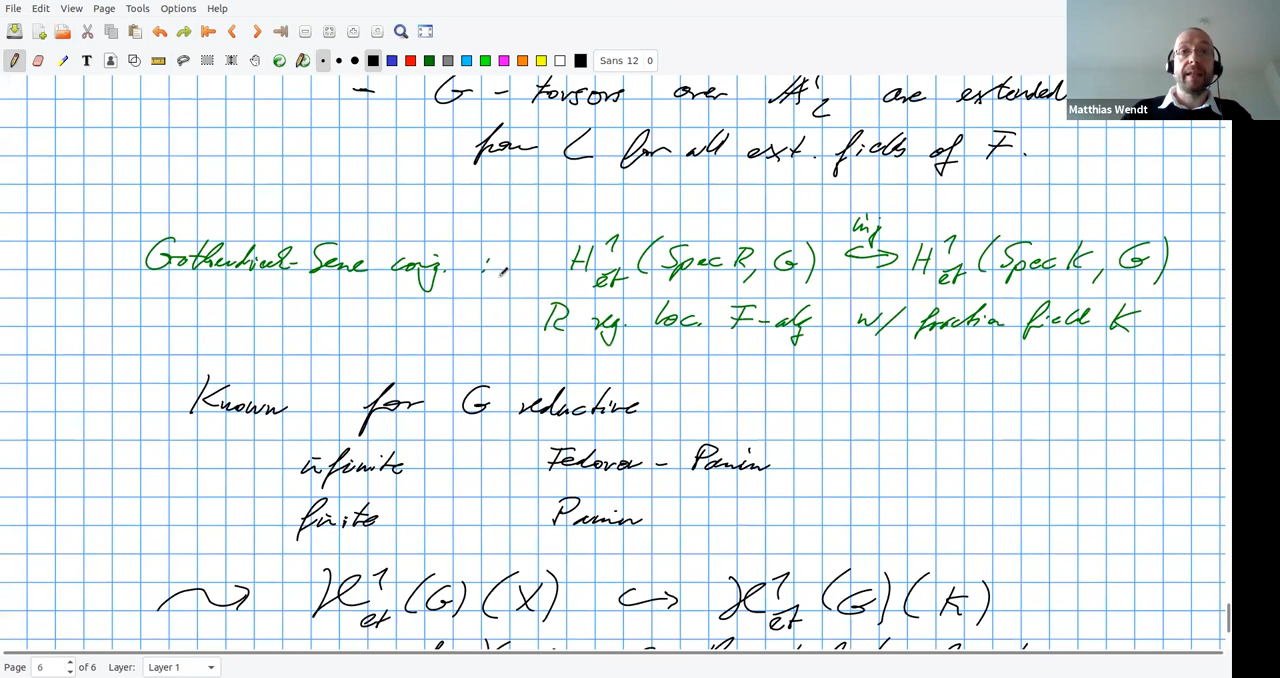 File Edit View Page Tools Options Help
Sans 12 0
Matthias Wendt
- G - torsors over A¹_L are extended
from L for all ext. fields of F.
Grothendieck-Serre conj. : H¹_ét (Spec R, G) inj ↪ H¹_ét (Spec K, G)
R reg. loc. F-alg w/ fraction field K
Known for G reductive
infinite Fedorov - Panin
finite Panin
⤳ ℋ¹_ét (G) (X) ↪ ℋ¹_ét (G) (K)
Page 6 of 6 Layer: Layer 1